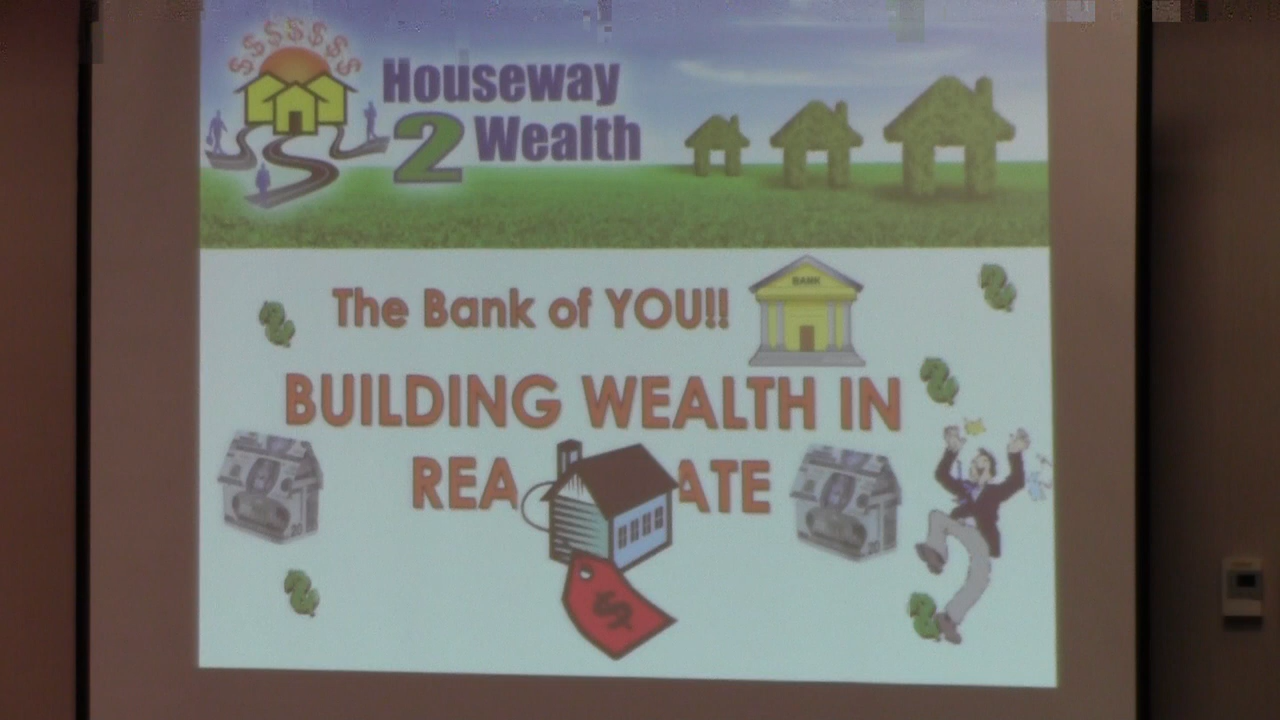 Houseway
2 Wealth
The Bank of YOU!!
BANK
BUILDING WEALTH IN
REA ATE